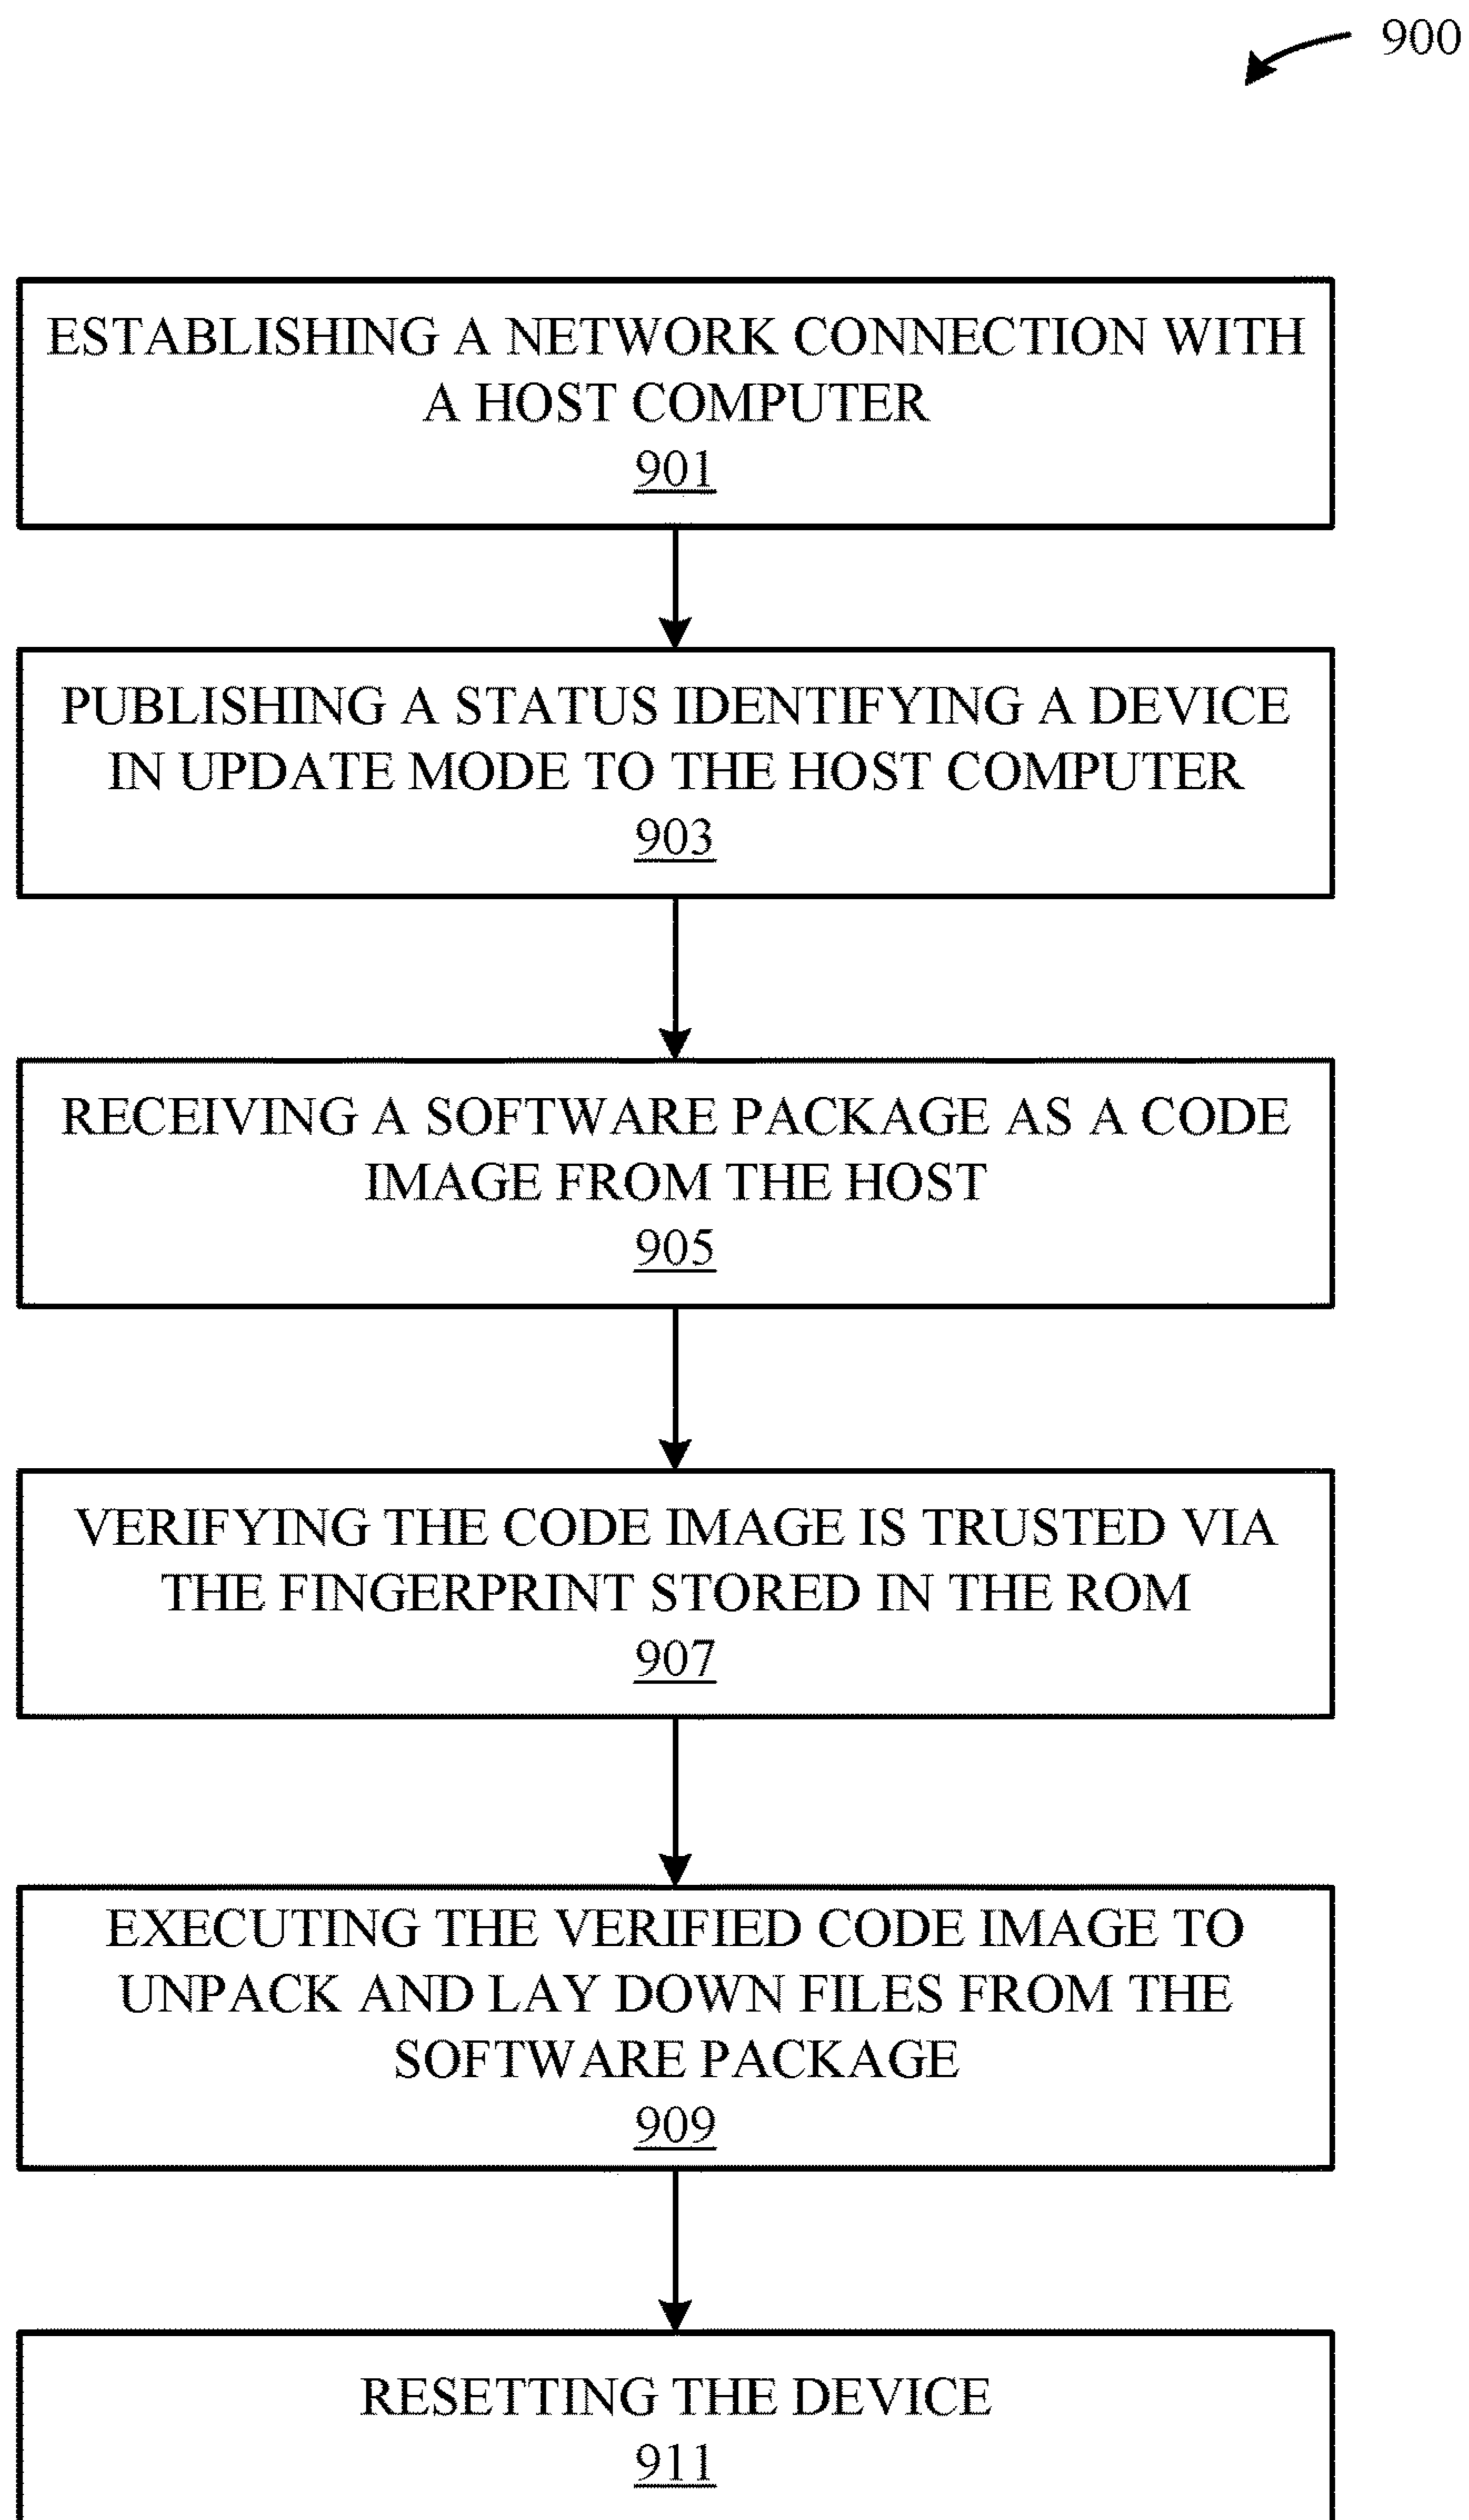 900
ESTABLISHING A NETWORK CONNECTION WITH
A HOST COMPUTER
901
PUBLISHING A STATUS IDENTIFYING A DEVICE
IN UPDATE MODE TO THE HOST COMPUTER
903
RECEIVING A SOFTWARE PACKAGE AS A CODE
IMAGE FROM THE HOST
905
VERIFYING THE CODE IMAGE IS TRUSTED VIA
THE FINGERPRINT STORED IN THE ROM
907
EXECUTING THE VERIFIED CODE IMAGE TO
UNPACK AND LAY DOWN FILES FROM THE
SOFTWARE PACKAGE
909
RESETTING THE DEVICE
911